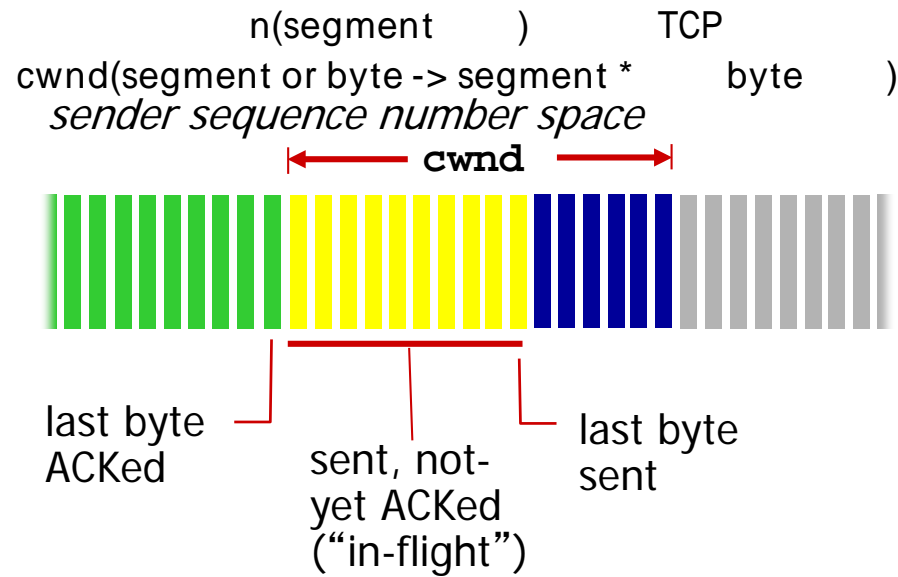 n(segment ) TCP
cwnd(segment or byte -> segment * byte )
sender sequence number space
cwnd
last byte
ACKed
sent, not-
yet ACKed
(“in-flight”)
last byte
sent